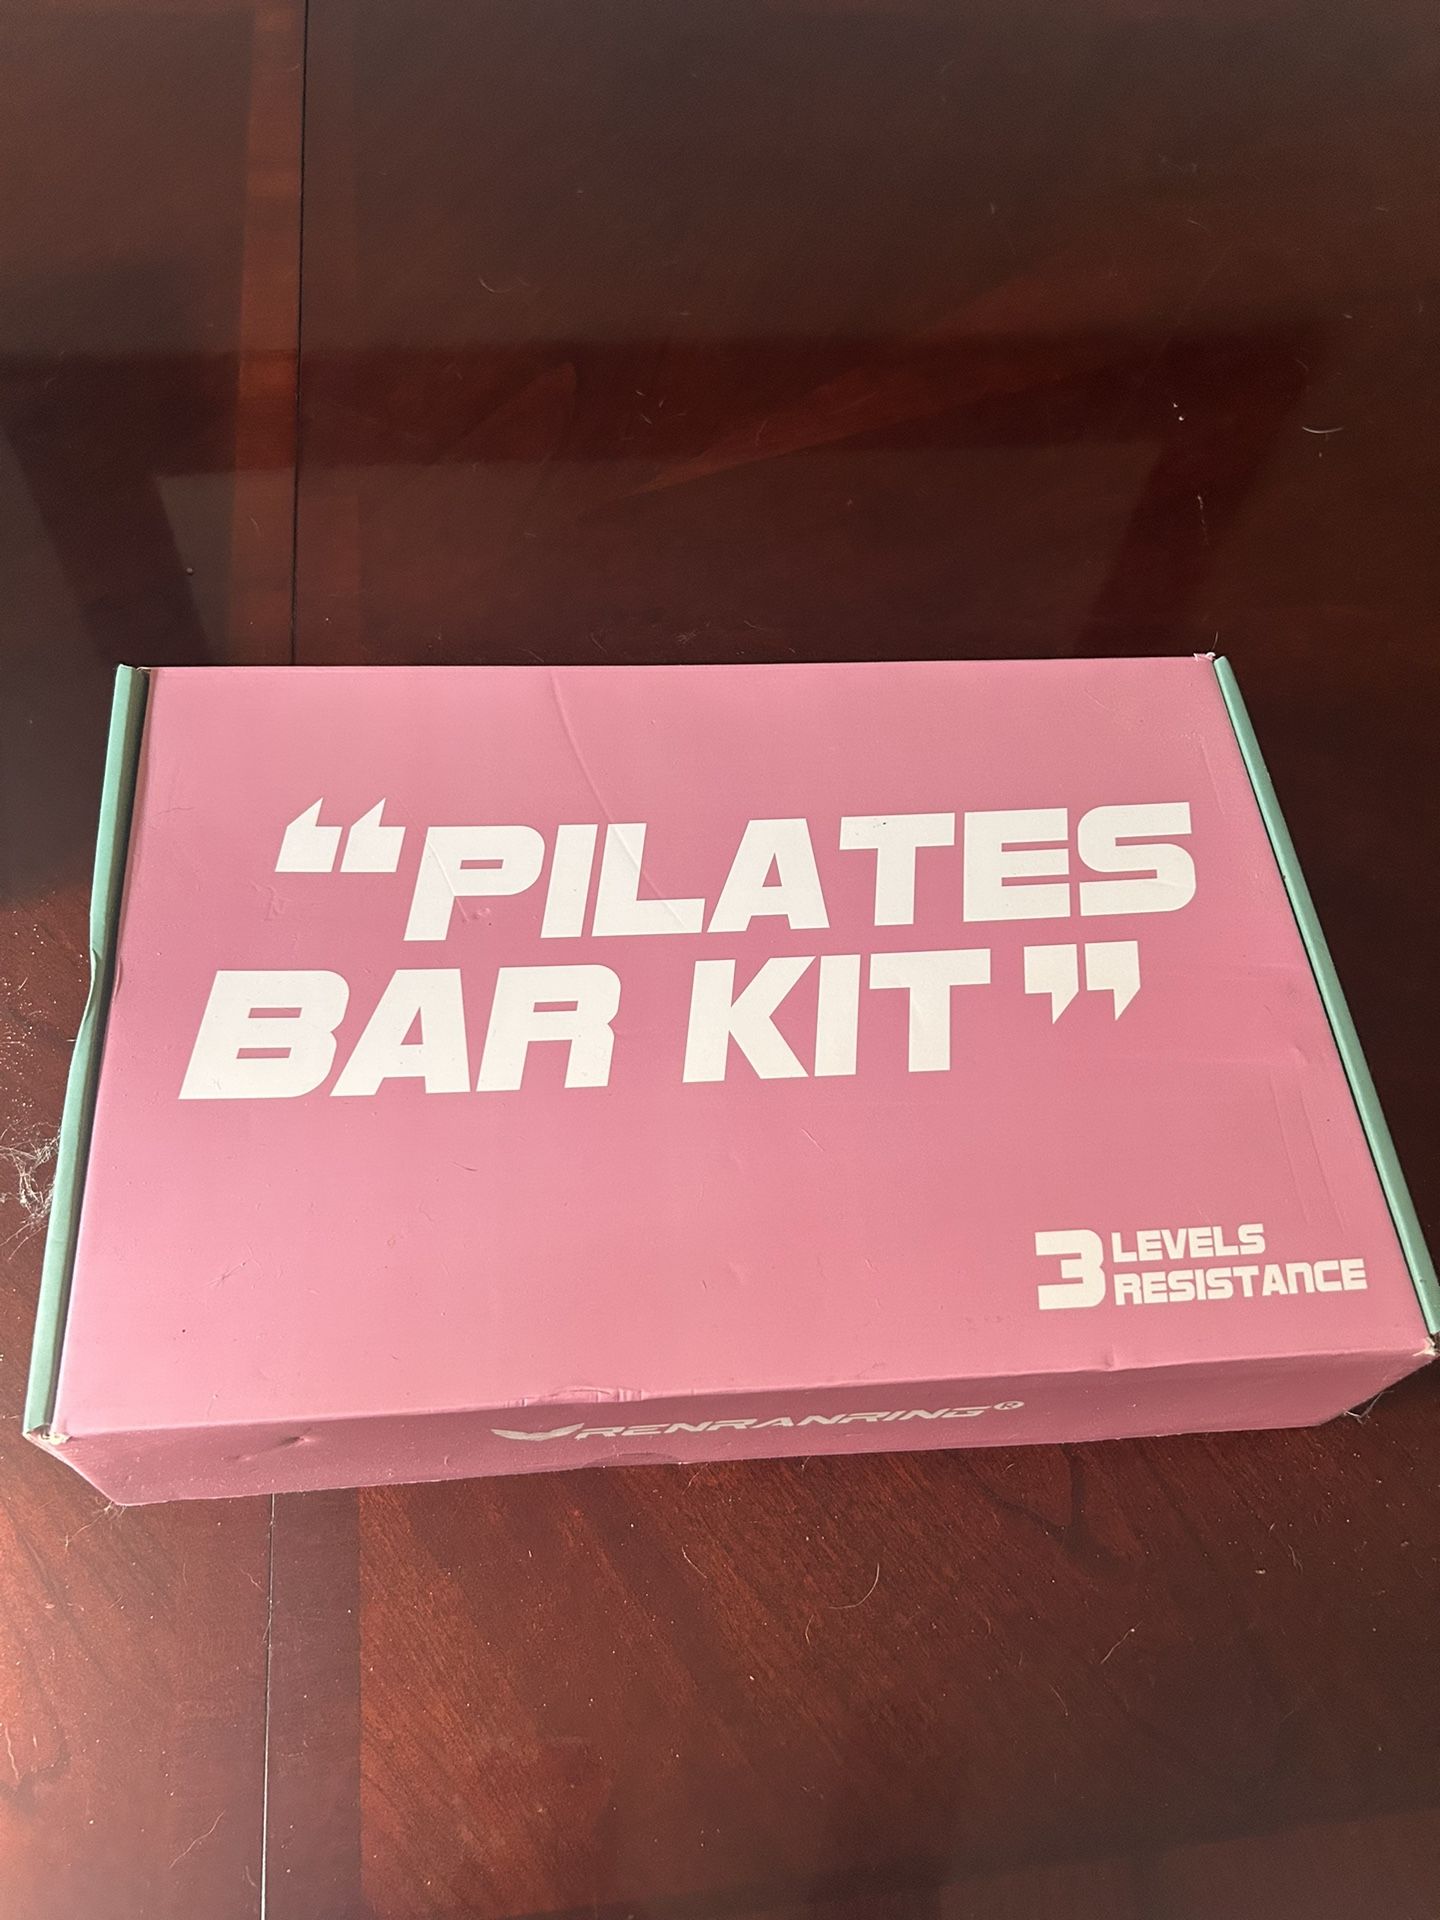 “PILATES
BAR KIT”
3 LEVELS
RESISTANCE
RENRANRING®